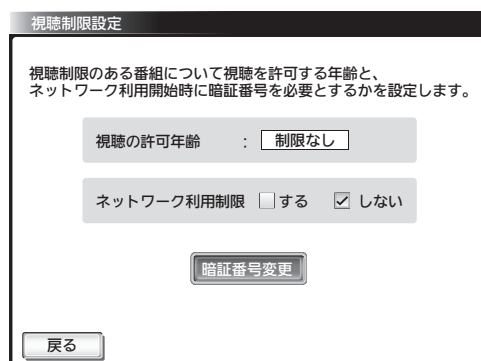 視聴制限設定
視聴制限のある番組について視聴を許可する年齢と、
ネットワーク利用開始時に暗証番号を必要とするかを設定します。
視聴の許可年齢 : 制限なし
ネットワーク利用制限 する しない
暗証番号変更
戻る